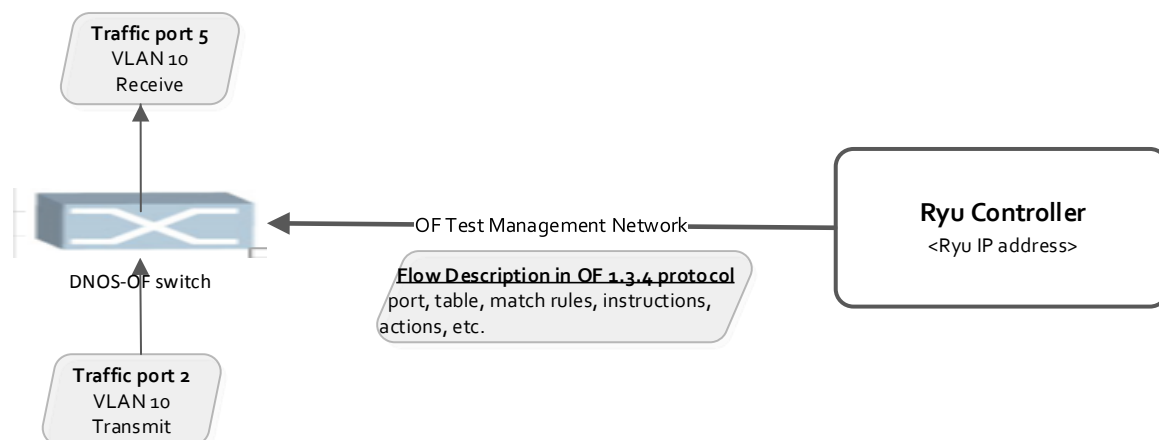 Traffic port 5
VLAN 10
Receive
OF Test Management Network
Ryu Controller
<Ryu IP address>
DNOS-OF switch
Flow Description in OF 1.3.4 protocol
port, table, match rules, instructions,
actions, etc.
Traffic port 2
VLAN 10
Transmit